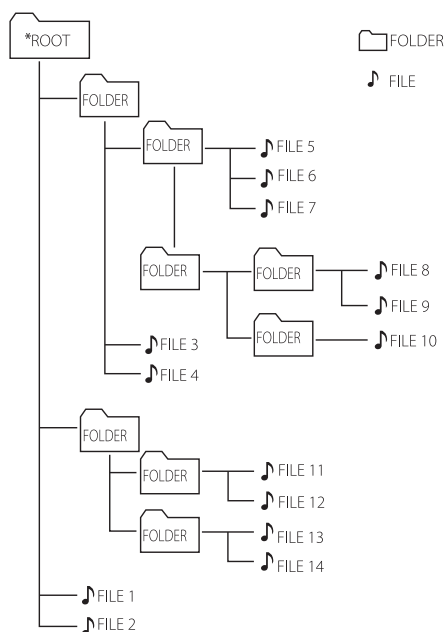 *ROOT
FOLDER
FILE
FOLDER
FOLDER
FILE 5
FILE 6
FILE 7
FOLDER
FOLDER
FILE 8
FILE 9
FOLDER
FILE 10
FILE 3
FILE 4
FOLDER
FOLDER
FILE 11
FILE 12
FOLDER
FILE 13
FILE 14
FILE 1
FILE 2